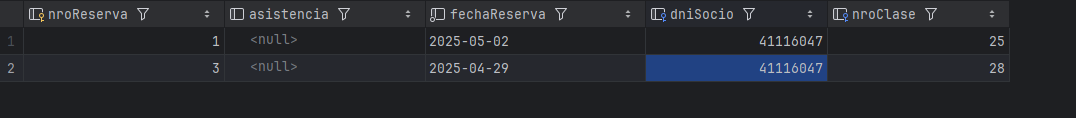 nroReserva asistencia fechaReserva dniSocio nroClase
1 1 <null> 2025-05-02 41116047 25
2 3 <null> 2025-04-29 41116047 28